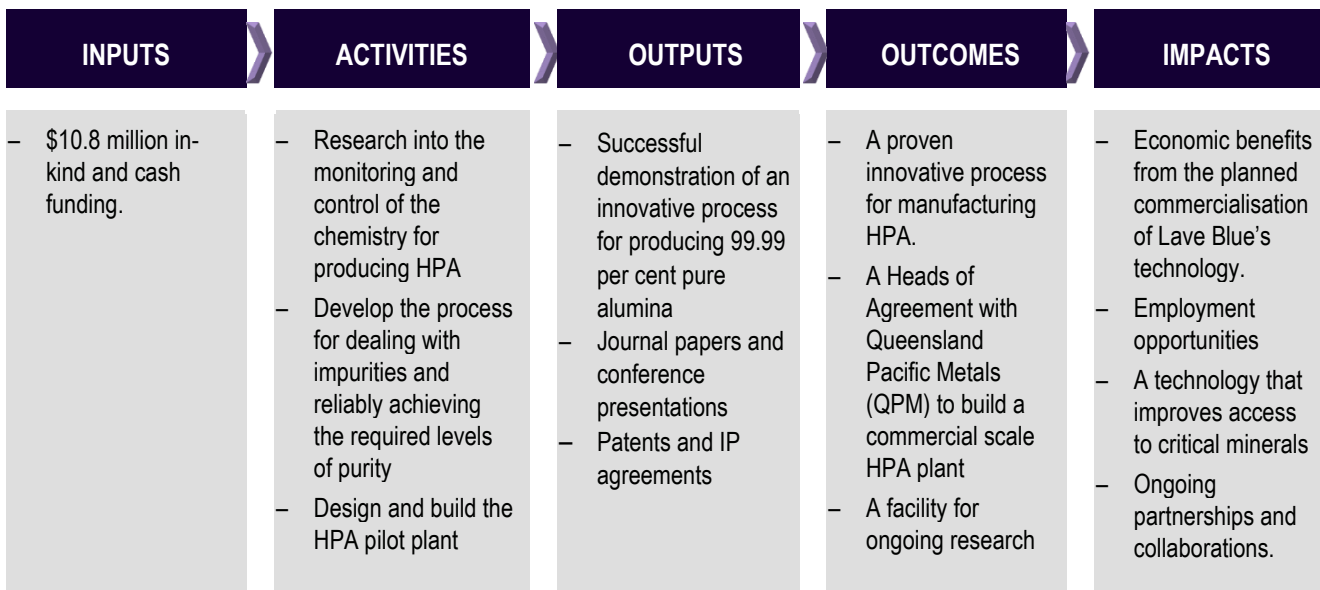 INPUTS
ACTIVITIES
OUTPUTS
OUTCOMES
IMPACTS
– $10.8 million in-
kind and cash
funding.
– Research into the
monitoring and
control of the
chemistry for
producing HPA
– Develop the process
for dealing with
impurities and
reliably achieving
the required levels
of purity
– Design and build the
HPA pilot plant
– Successful
demonstration of an
innovative process
for producing 99.99
per cent pure
alumina
– Journal papers and
conference
presentations
– Patents and IP
agreements
– A proven
innovative process
for manufacturing
HPA.
– A Heads of
Agreement with
Queensland
Pacific Metals
(QPM) to build a
commercial scale
HPA plant
– A facility for
ongoing research
– Economic benefits
from the planned
commercialisation
of Lave Blue’s
technology.
– Employment
opportunities
– A technology that
improves access
to critical minerals
– Ongoing
partnerships and
collaborations.